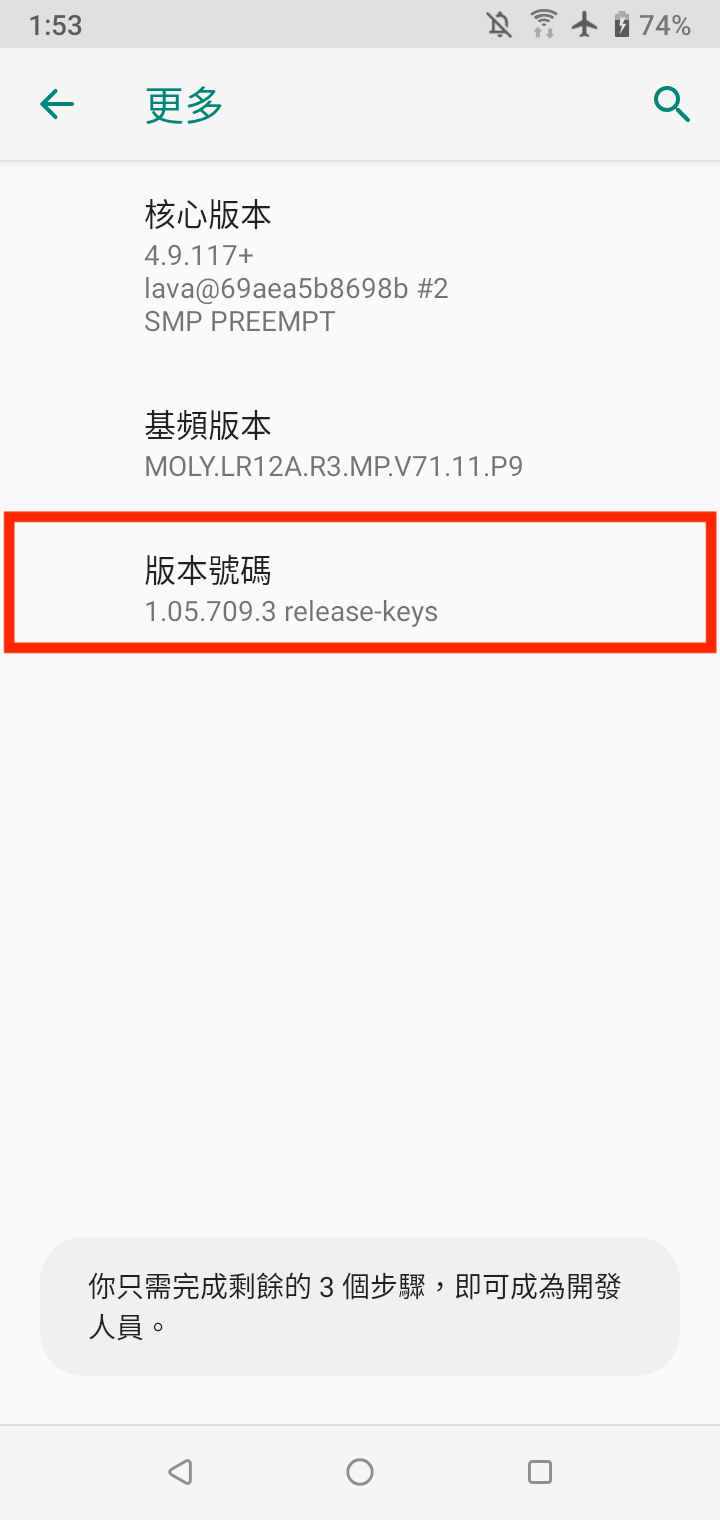 1:53
74%
更多
核心版本
4.9.117+
lava@69aea5b8698b #2
SMP PREEMPT
基頻版本
MOLY.LR12A.R3.MP.V71.11.P9
版本號碼
1.05.709.3 release-keys
你只需完成剩餘的 3 個步驟，即可成為開發
人員。